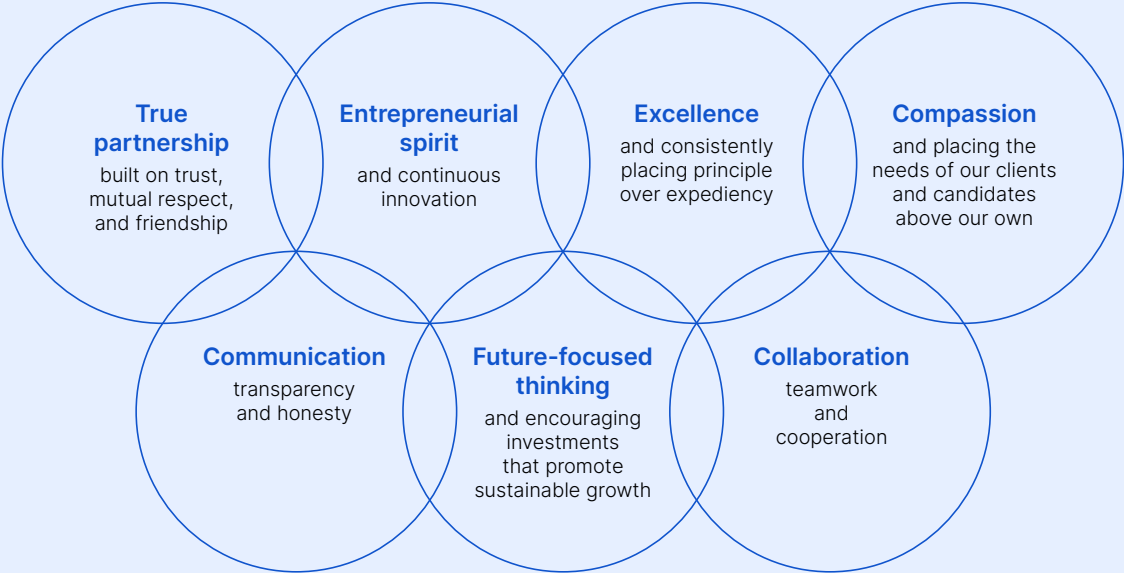 True
partnership
built on trust,
mutual respect,
and friendship
Entrepreneurial
spirit
and continuous
innovation
Excellence
and consistently
placing principle
over expediency
Compassion
and placing the
needs of our clients
and candidates
above our own
Communication
transparency
and honesty
Future-focused
thinking
and encouraging
investments
that promote
sustainable growth
Collaboration
teamwork
and
cooperation